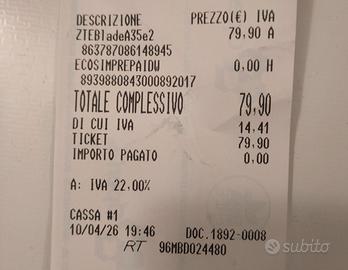 DESCRIZIONE PREZZO(€) IVA
ZTEBladeA35e2 79,90 A
863787086148945
ECOSIMPREPAIDW 0,00 H
8939880843000892017
TOTALE COMPLESSIVO 79,90
DI CUI IVA 14,41
TICKET 79,90
IMPORTO PAGATO 0,00
A: IVA 22,00%
CASSA #1
10/04/26 19:46 DOC.1892-0008
RT 96MBD024480
subito